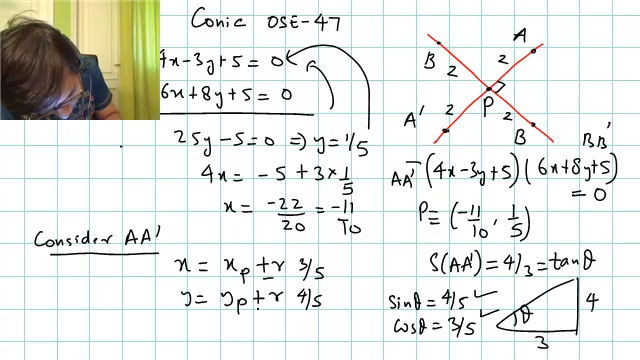 Conic OSE-47
4x-3y+5=0
6x+8y+5=0
25y-5=0 ⇒ y=1/5
4x = -5 + 3×1/5
x = -22/20 = -11/10
Consider AA'
x = x_p ± r 3/5
y = y_p ± r 4/5
A
B
2
2
P
A'
2
2
B
BB'
AA' (4x-3y+5)(6x+8y+5)
=0
P ≡ (-11/10, 1/5)
S(AA') = 4/3 = tanθ
sinθ = 4/5 ✓
cosθ = 3/5 ✓
θ
4
3